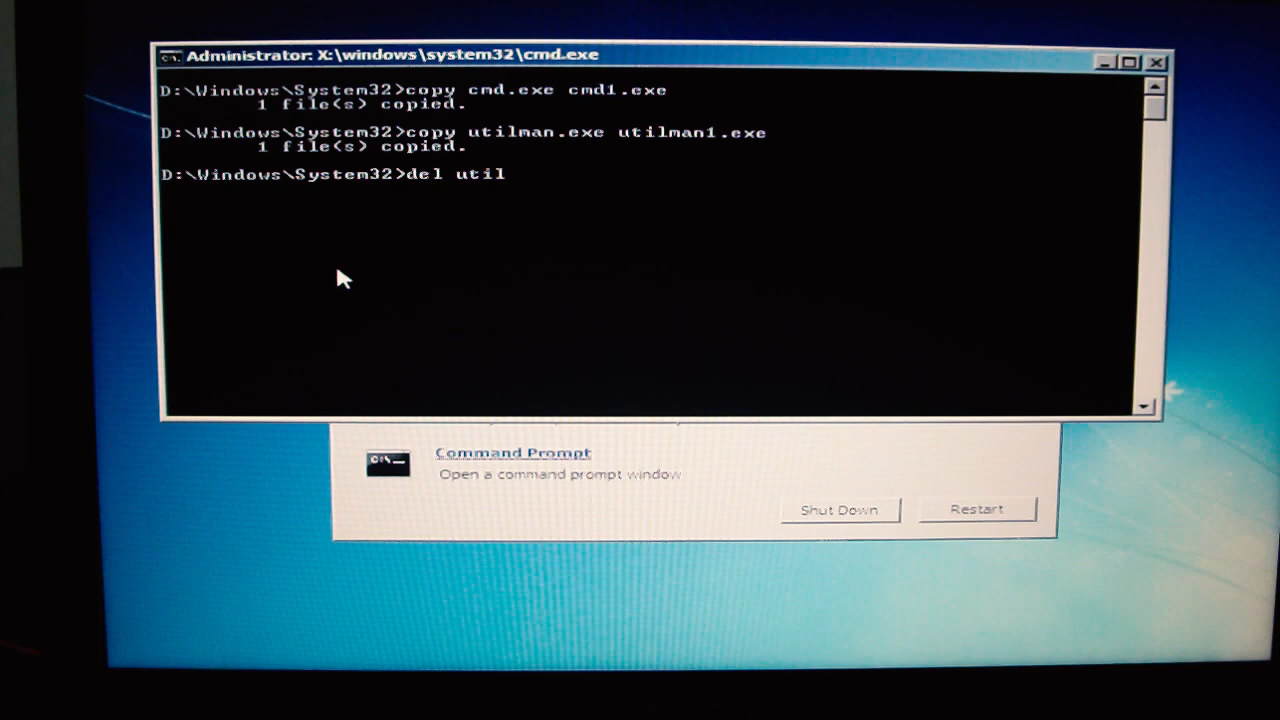 Administrator: X:\windows\system32\cmd.exe
D:\Windows\System32>copy cmd.exe cmd1.exe
1 file(s) copied.
D:\Windows\System32>copy utilman.exe utilman1.exe
1 file(s) copied.
D:\Windows\System32>del util
C:\
Command Prompt
Open a command prompt window
Shut Down
Restart